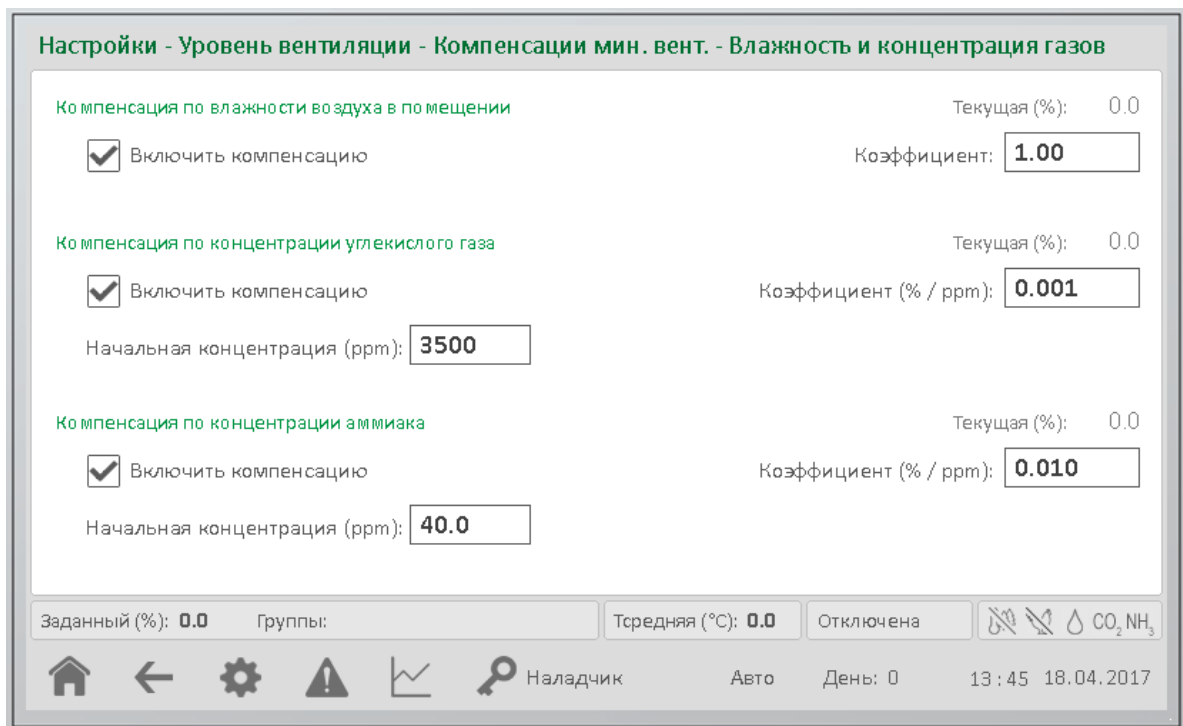 Настройки - Уровень вентиляции - Компенсации мин. вент. - Влажность и концентрация газов
Компенсация по влажности воздуха в помещении Текущая (%): 0.0
Включить компенсацию Коэффициент: 1.00
Компенсация по концентрации углекислого газа Текущая (%): 0.0
Включить компенсацию Коэффициент (% / ppm): 0.001
Начальная концентрация (ppm): 3500
Компенсация по концентрации аммиака Текущая (%): 0.0
Включить компенсацию Коэффициент (% / ppm): 0.010
Начальная концентрация (ppm): 40.0
Заданный (%): 0.0 Группы: Tсредняя (°C): 0.0 Отключена CO₂ NH₃
Наладчик Авто День: 0 13:45 18.04.2017